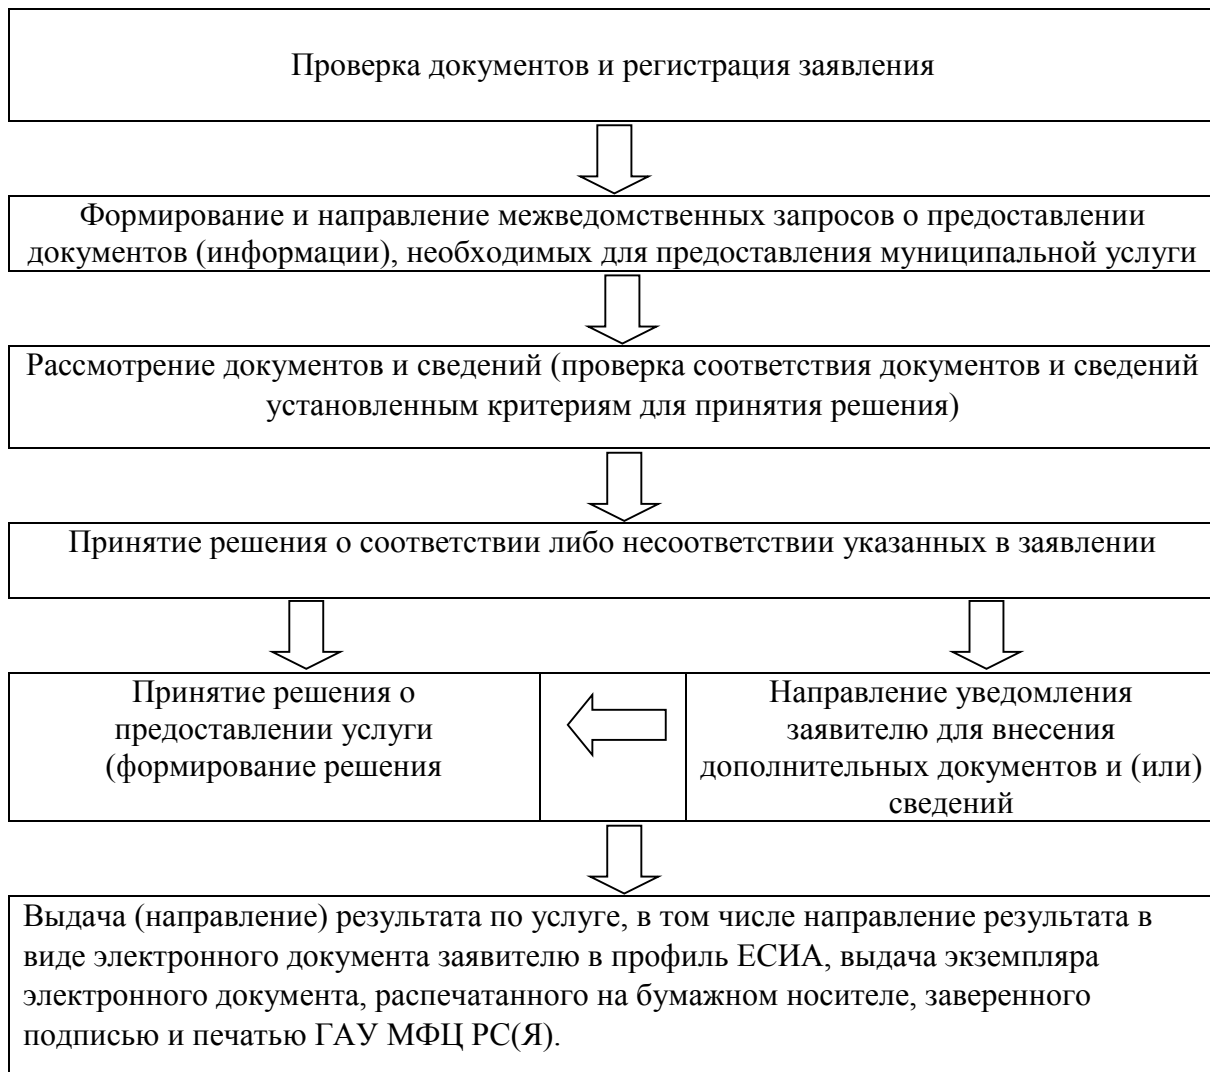 Проверка документов и регистрация заявления
Формирование и направление межведомственных запросов о предоставлении
документов (информации), необходимых для предоставления муниципальной услуги
Рассмотрение документов и сведений (проверка соответствия документов и сведений
установленным критериям для принятия решения)
Принятие решения о соответствии либо несоответствии указанных в заявлении
Принятие решения о
предоставлении услуги
(формирование решения
Направление уведомления
заявителю для внесения
дополнительных документов и (или)
сведений
Выдача (направление) результата по услуге, в том числе направление результата в
виде электронного документа заявителю в профиль ЕСИА, выдача экземпляра
электронного документа, распечатанного на бумажном носителе, заверенного
подписью и печатью ГАУ МФЦ РС(Я).